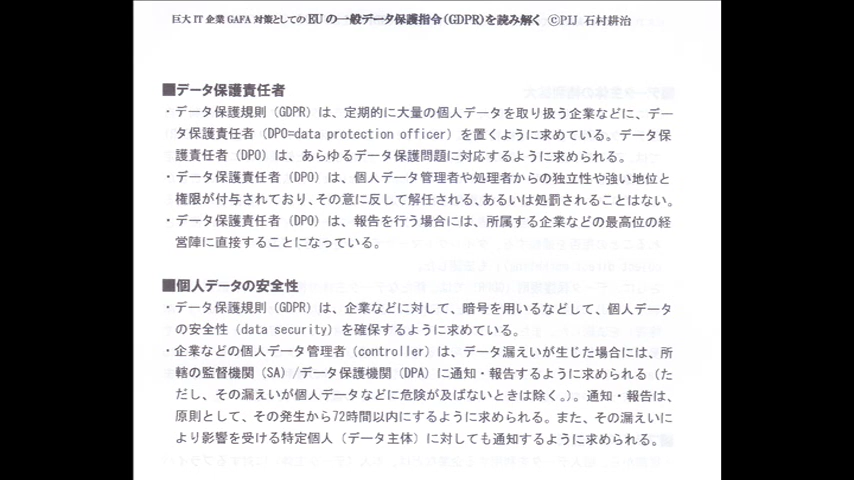 巨大 IT 企業 GAFA 対策としての EU の一般データ保護指令(GDPR)を読み解く ©PIJ 石村耕治
■データ保護責任者
・データ保護規則（GDPR）は、定期的に大量の個人データを取り扱う企業などに、デー
タ保護責任者（DPO=data protection officer）を置くように求めている。データ保
護責任者（DPO）は、あらゆるデータ保護問題に対応するように求められる。
・データ保護責任者（DPO）は、個人データ管理者や処理者からの独立性や強い地位と
権限が付与されており、その意に反して解任される、あるいは処罰されることはない。
・データ保護責任者（DPO）は、報告を行う場合には、所属する企業などの最高位の経
営陣に直接することになっている。
■個人データの安全性
・データ保護規則（GDPR）は、企業などに対して、暗号を用いるなどして、個人データ
の安全性（data security）を確保するように求めている。
・企業などの個人データ管理者（controller）は、データ漏えいが生じた場合には、所
轄の監督機関（SA）/データ保護機関（DPA）に通知・報告するように求められる（た
だし、その漏えいが個人データなどに危険が及ばないときは除く。）。通知・報告は、
原則として、その発生から72時間以内にするように求められる。また、その漏えいに
より影響を受ける特定個人（データ主体）に対しても通知するように求められる。